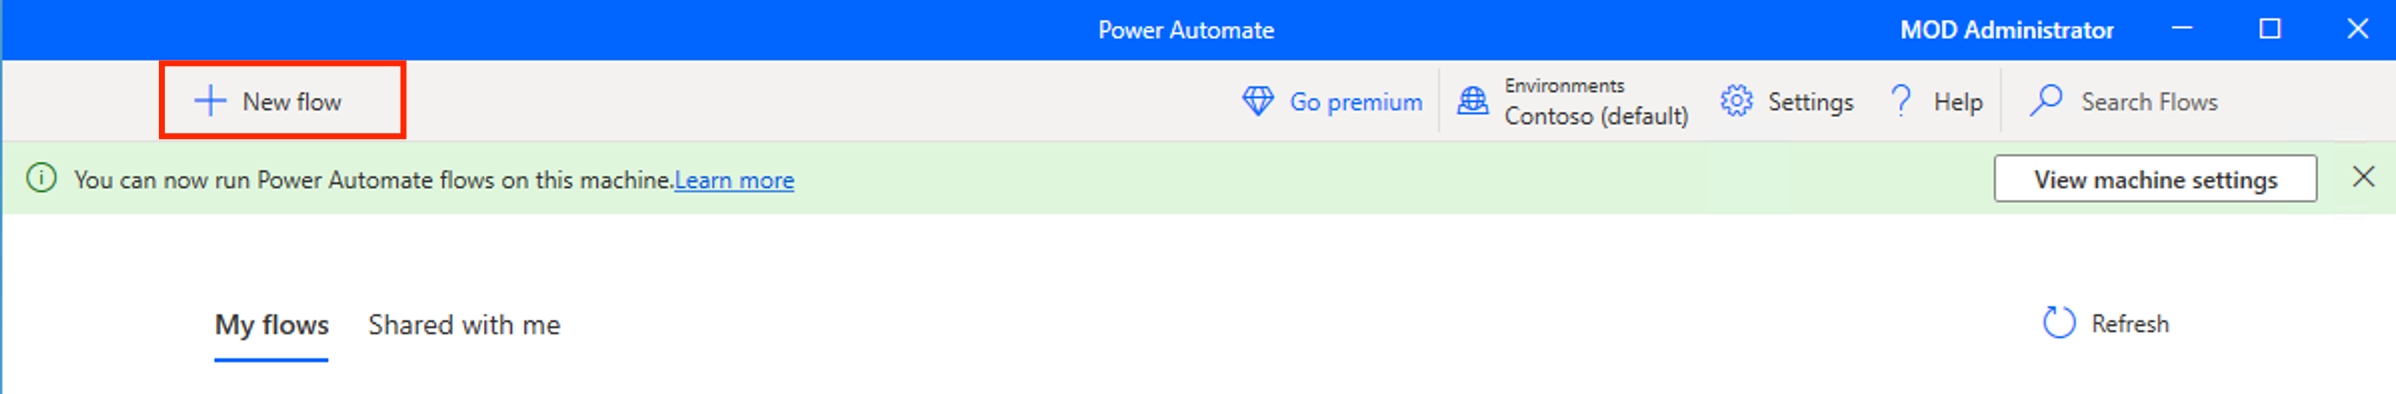 Power Automate
MOD Administrator
New flow
Go premium
Environments
Contoso (default)
Settings
Help
Search Flows
You can now run Power Automate flows on this machine.Learn more
View machine settings
My flows
Shared with me
Refresh